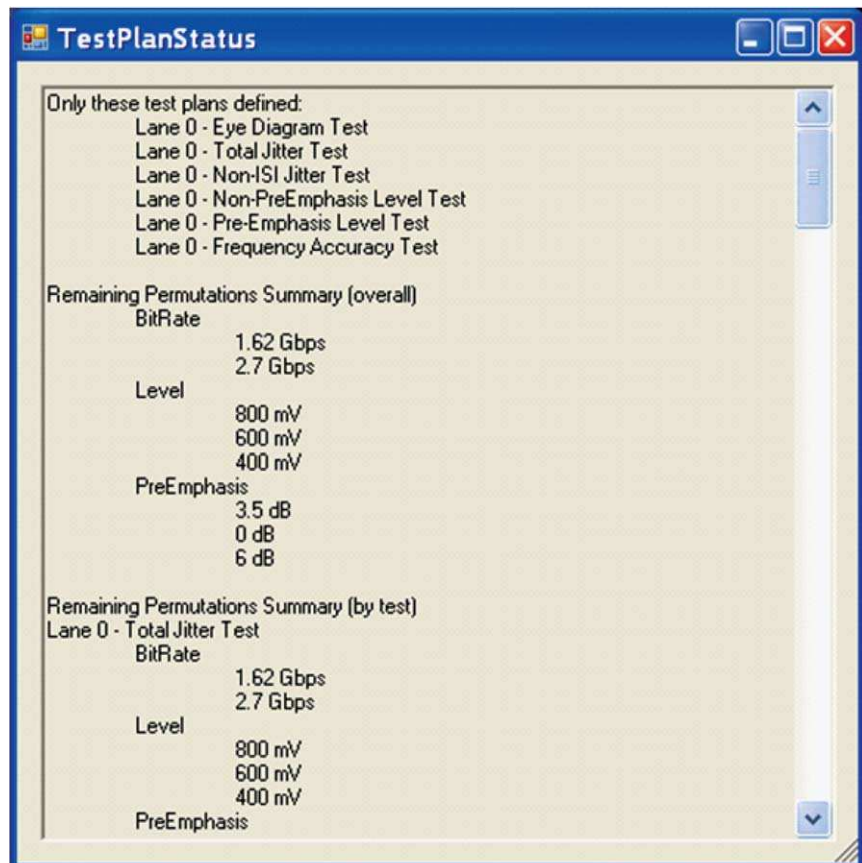 TestPlanStatus
Only these test plans defined:
Lane 0 - Eye Diagram Test
Lane 0 - Total Jitter Test
Lane 0 - Non-ISI Jitter Test
Lane 0 - Non-PreEmphasis Level Test
Lane 0 - Pre-Emphasis Level Test
Lane 0 - Frequency Accuracy Test
Remaining Permutations Summary (overall)
BitRate
1.62 Gbps
2.7 Gbps
Level
800 mV
600 mV
400 mV
PreEmphasis
3.5 dB
0 dB
6 dB
Remaining Permutations Summary (by test)
Lane 0 - Total Jitter Test
BitRate
1.62 Gbps
2.7 Gbps
Level
800 mV
600 mV
400 mV
PreEmphasis